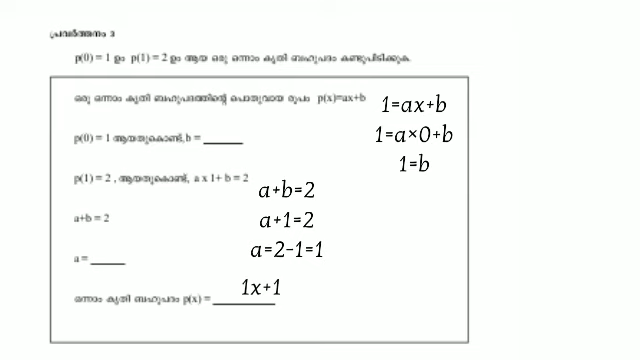 പ്രവർത്തനം 3
p(0) = 1 ഉം p(1) = 2 ഉം ആയ ഒരു ഒന്നാം കൃതി ബഹുപദം കണ്ടുപിടിക്കുക.
ഒരു ഒന്നാം കൃതി ബഹുപദത്തിന്റെ പൊതുവായ രൂപം p(x)=ax+b
1=ax+b
1=a×0+b
p(0) = 1 ആയതുകൊണ്ട്, b = ______
1=b
p(1) = 2 , ആയതുകൊണ്ട്, a x 1+ b = 2
a+b=2
a+b = 2
a+1=2
a=2-1=1
a = _____
1x+1
ഒന്നാം കൃതി ബഹുപദം p(x) = __________